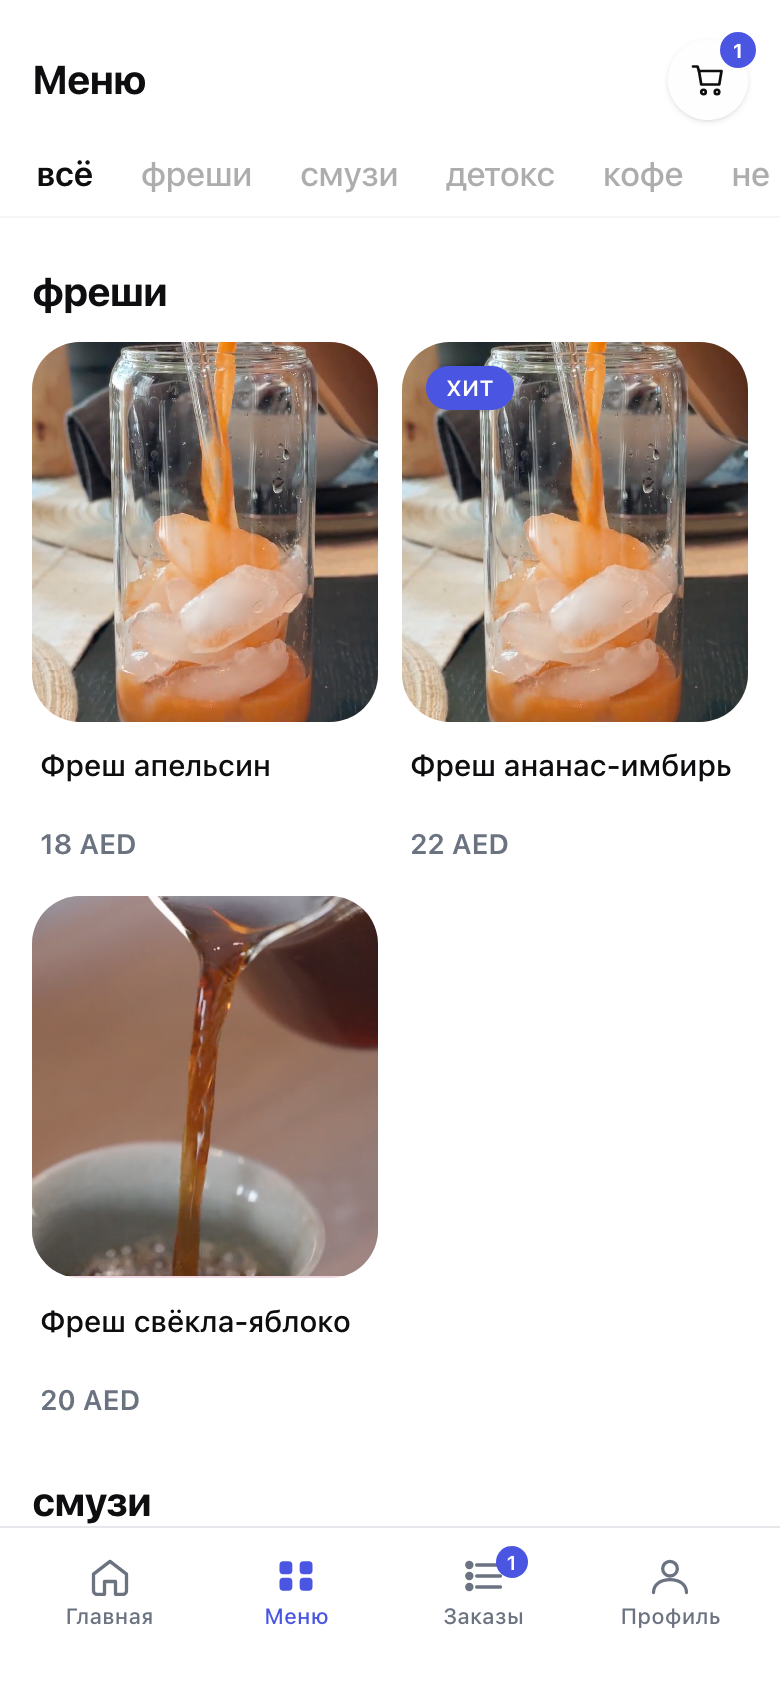 Меню
1
всё фреши смузи детокс кофе не
фреши
ХИТ
Фреш апельсин
18 AED
Фреш ананас-имбирь
22 AED
Фреш свёкла-яблоко
20 AED
смузи
1
Главная Меню Заказы Профиль